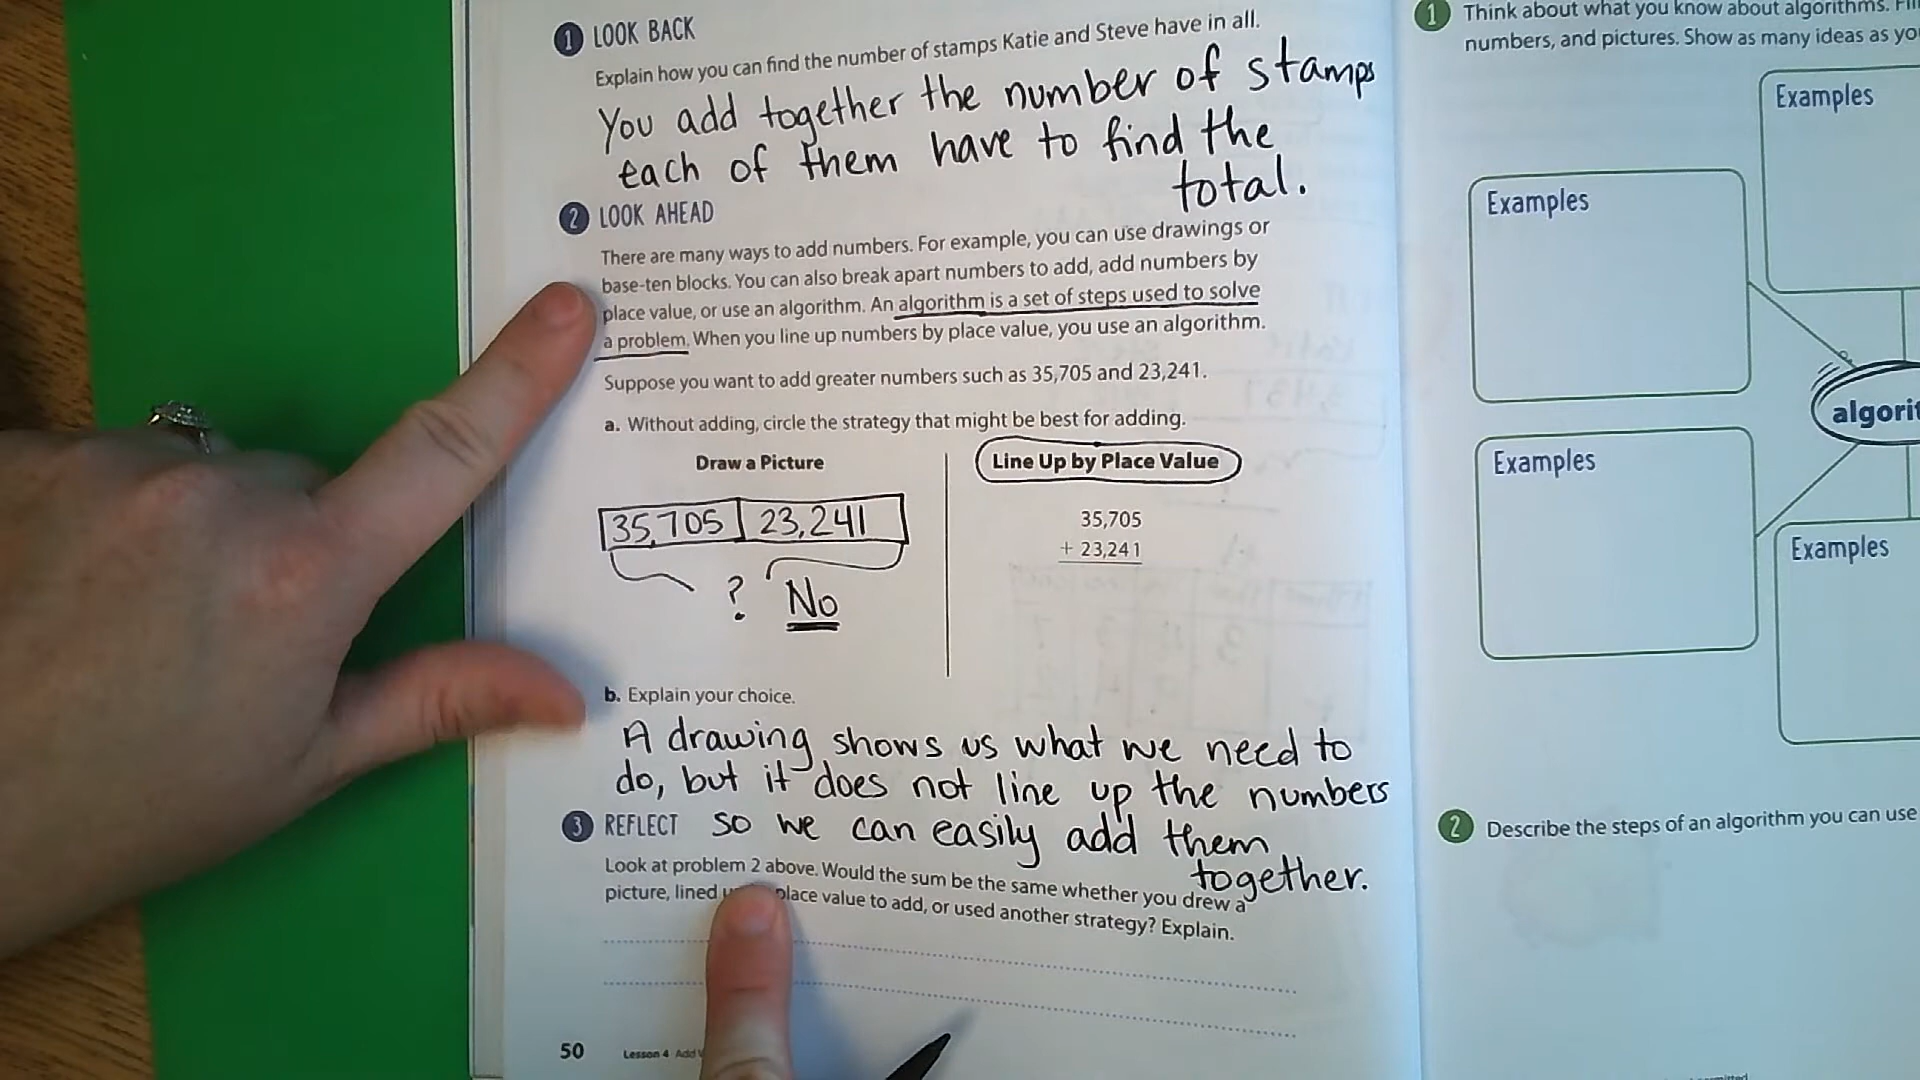 1 LOOK BACK
Explain how you can find the number of stamps Katie and Steve have in all.
You add together the number of stamps
each of them have to find the
total.
2 LOOK AHEAD
There are many ways to add numbers. For example, you can use drawings or
base-ten blocks. You can also break apart numbers to add, add numbers by
place value, or use an algorithm. An algorithm is a set of steps used to solve
a problem. When you line up numbers by place value, you use an algorithm.
Suppose you want to add greater numbers such as 35,705 and 23,241.
a. Without adding, circle the strategy that might be best for adding.
Draw a Picture
35,705 23,241
? No
Line Up by Place Value
35,705
+ 23,241
b. Explain your choice.
A drawing shows us what we need to
do, but it does not line up the numbers
so we can easily add them
together.
3 REFLECT
Look at problem 2 above. Would the sum be the same whether you drew a
picture, lined place value to add, or used another strategy? Explain.
50 Lesson 4 Add
1 Think about what you know about algorithms.
numbers, and pictures. Show as many ideas as
Examples
Examples
Examples
Examples
2 Describe the steps of an algorithm you can use